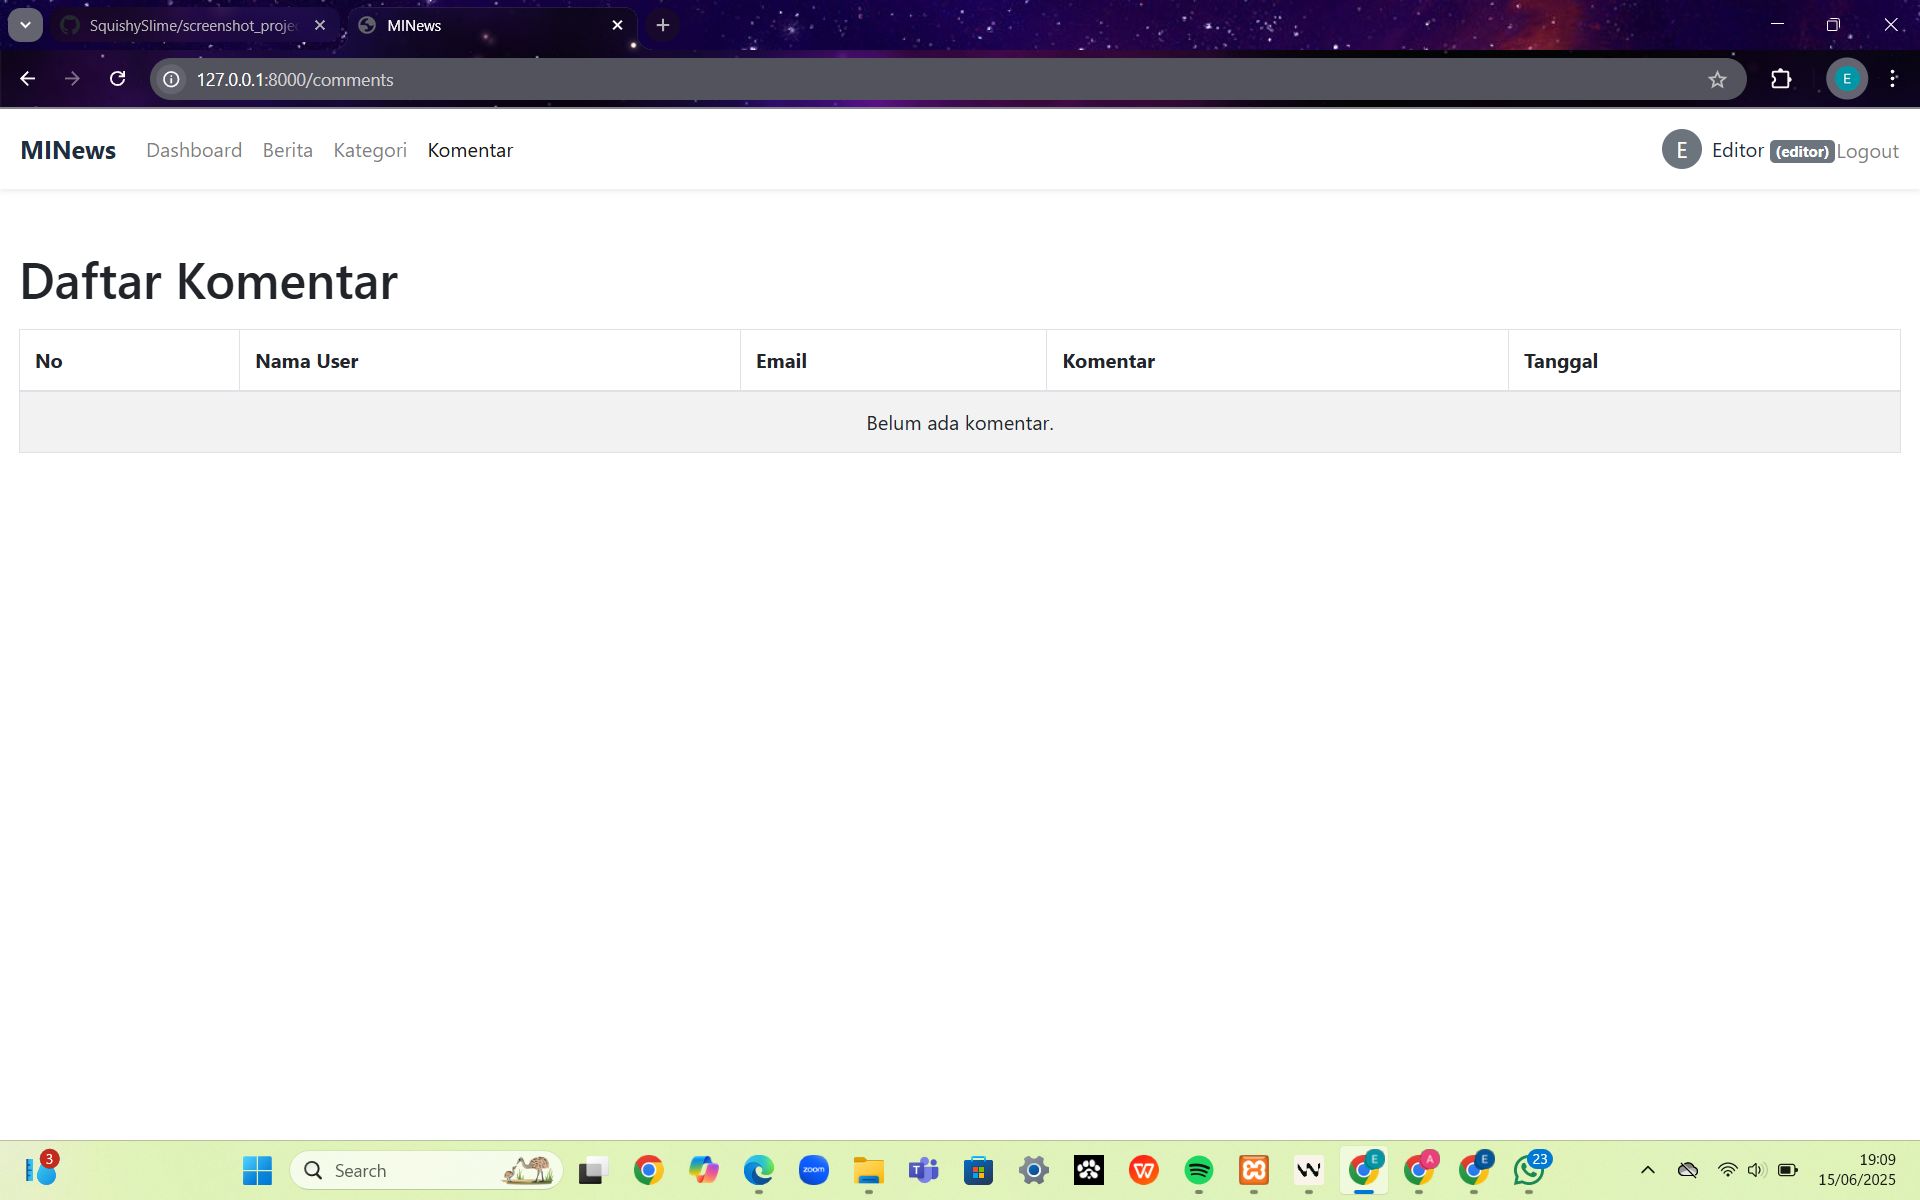 SquishySlime/screenshot_proje
MINews
127.0.0.1:8000/comments
E
MINews Dashboard Berita Kategori Komentar
E Editor (editor) Logout
Daftar Komentar
No Nama User Email Komentar Tanggal
Belum ada komentar.
3
Search
zoom
T
W
E
A
E
23
19:09
15/06/2025